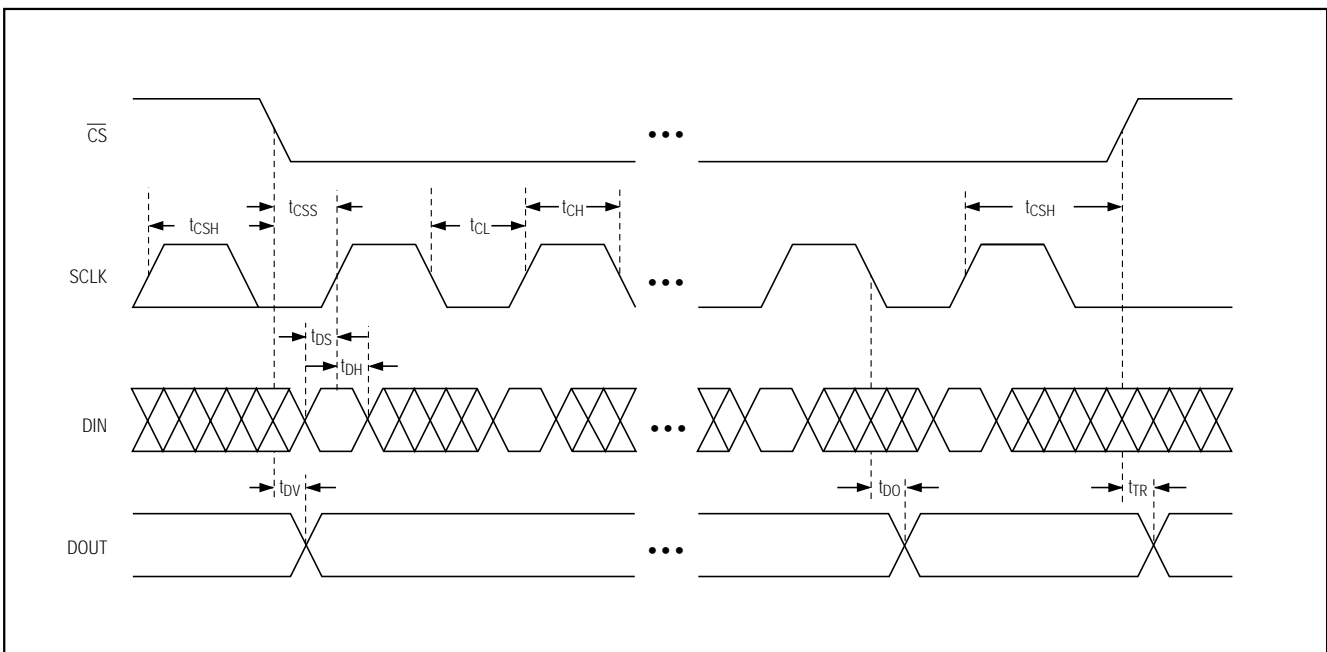 CS
•••
tCSS
tCH
tCSH
tCL
tCSH
SCLK
•••
tDS
tDH
DIN
•••
tDV
tDO
tTR
DOUT
•••